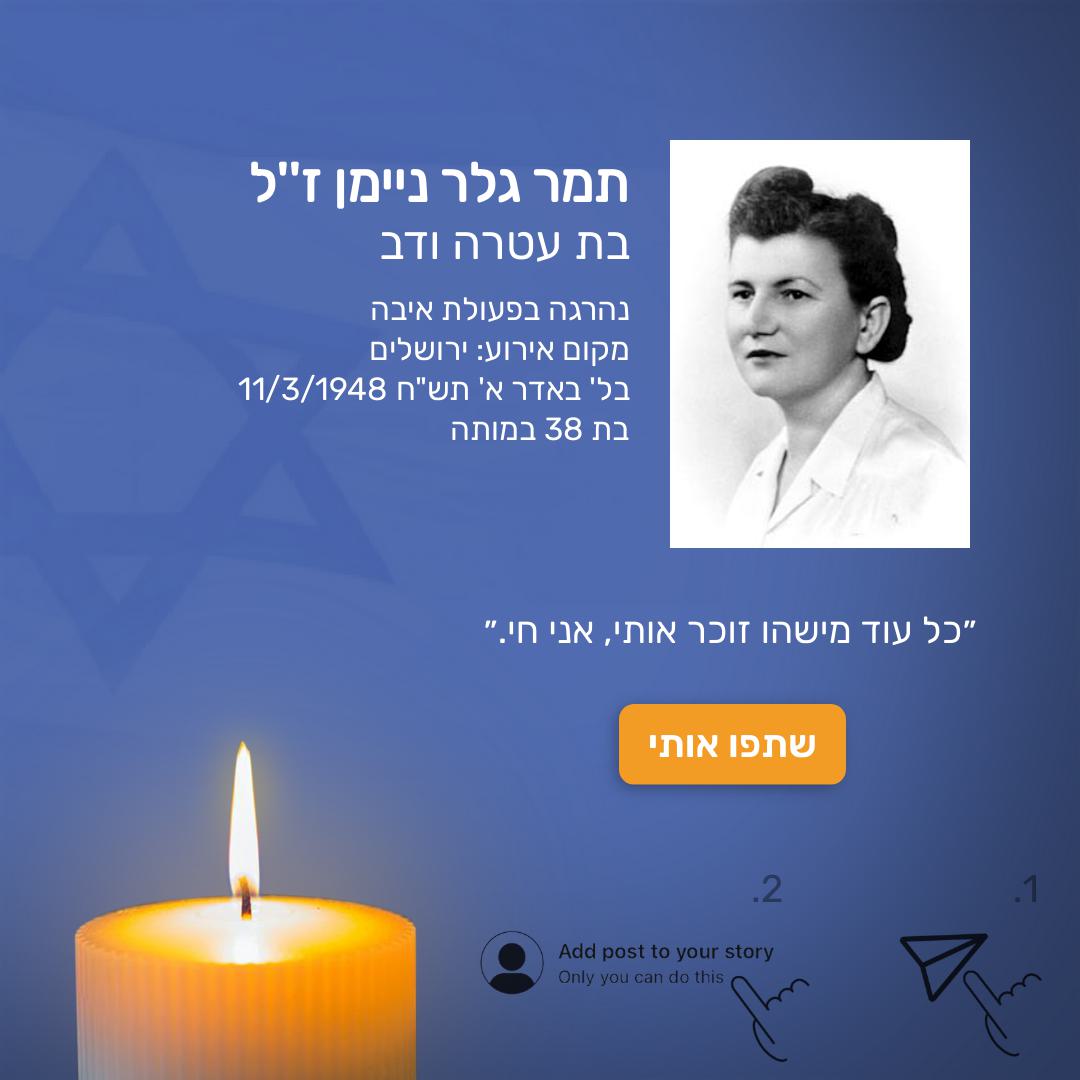 תמר גלר ניימן ז"ל
בת עטרה ודב
נהרגה בפעולת איבה
מקום אירוע: ירושלים
בל' באדר א' תש"ח 11/3/1948
בת 38 במותה
״כל עוד מישהו זוכר אותי, אני חי.״
שתפו אותי
1.
2.
Add post to your story
Only you can do this